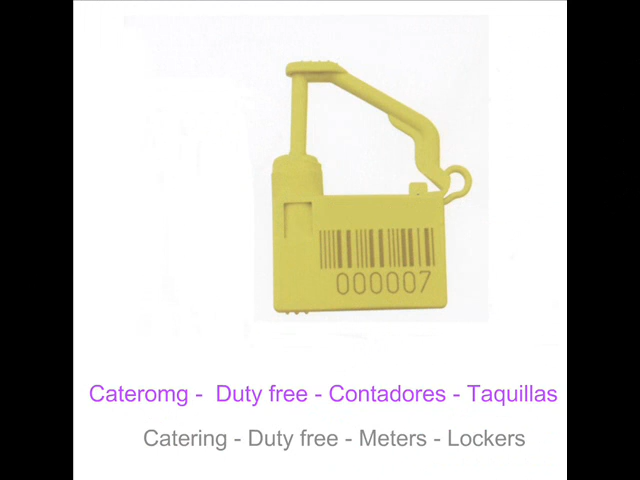 000007
Cateromg - Duty free - Contadores - Taquillas
Catering - Duty free - Meters - Lockers